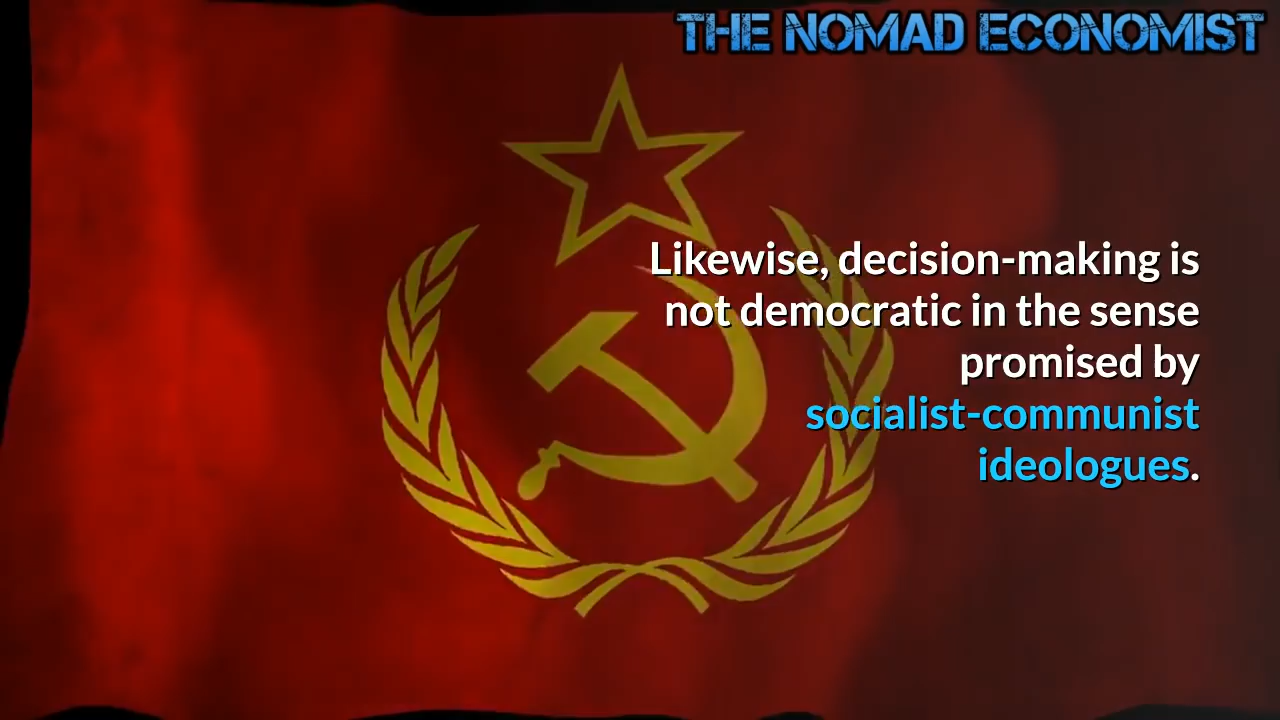 THE NOMAD ECONOMIST
Likewise, decision-making is
not democratic in the sense
promised by
socialist-communist
ideologues.